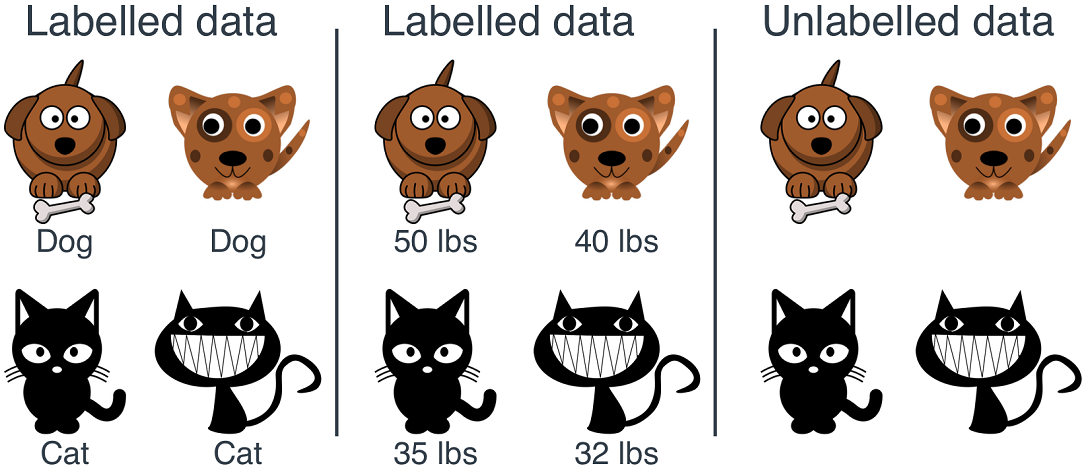 Labelled data
Dog Dog
Cat Cat
Labelled data
50 lbs 40 lbs
35 lbs 32 lbs
Unlabelled data